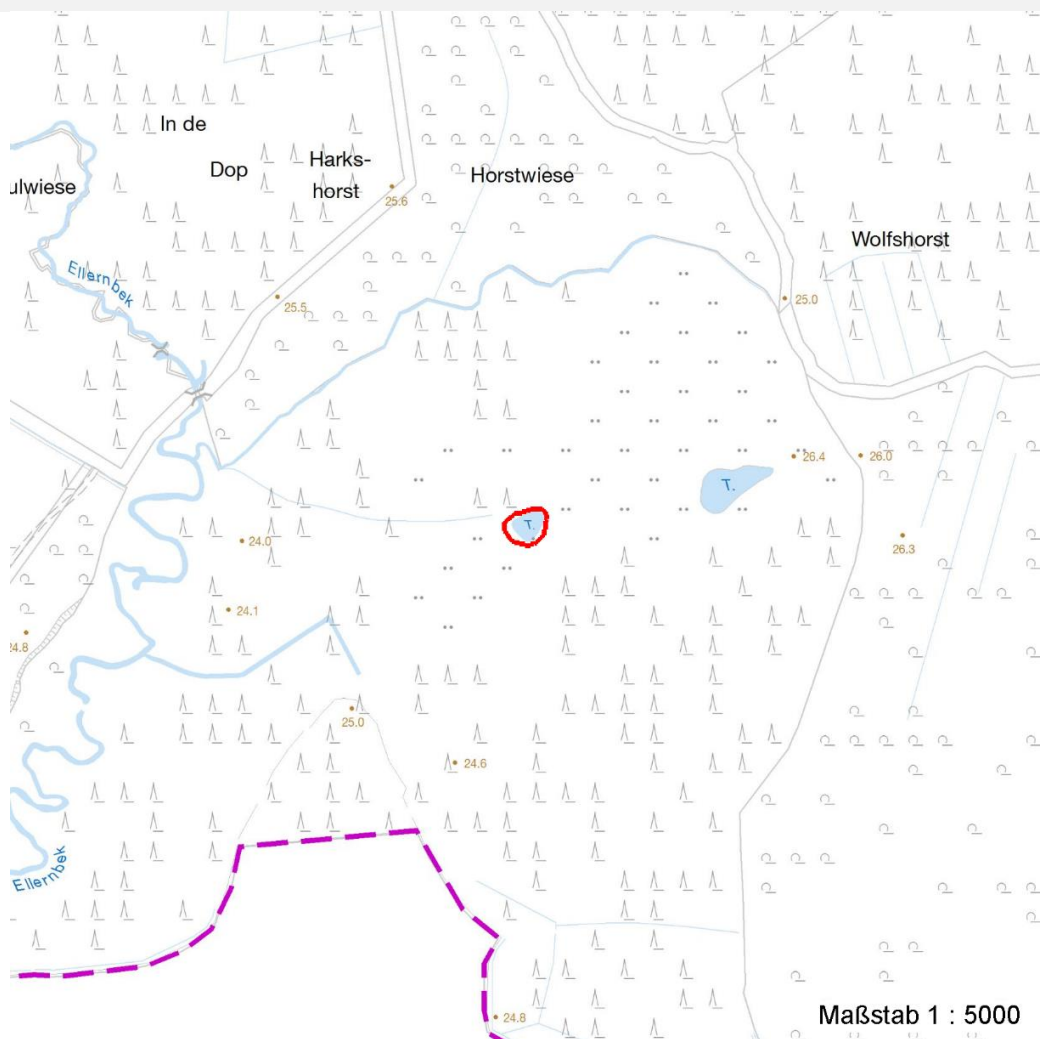 In de
Dop
Harks-
horst
Horstwiese
ulwiese
25.6
Wolfshorst
Ellernbek
25.5
25.0
26.4
26.0
T.
T.
24.0
26.3
24.1
4.8
25.0
24.6
Ellernbek
24.8
Maßstab 1 : 5000